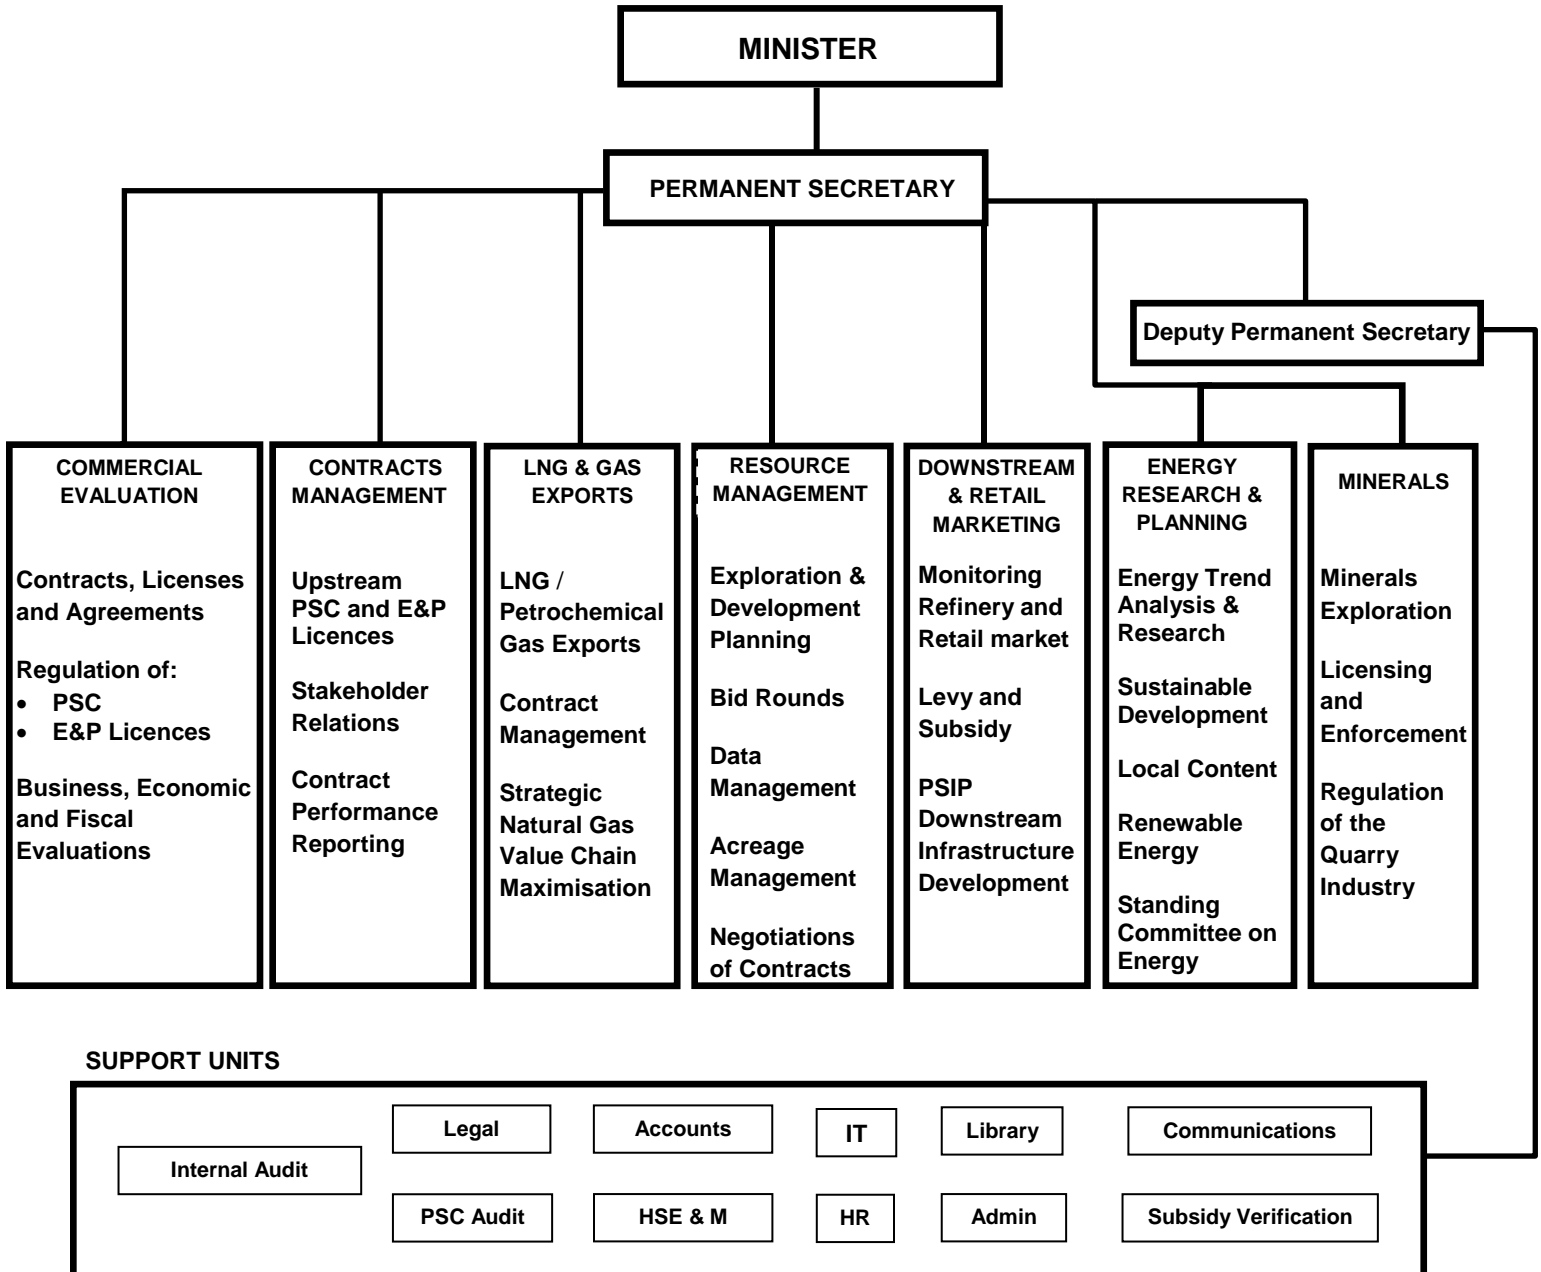 MINISTER
PERMANENT SECRETARY
Deputy Permanent Secretary
COMMERCIAL
EVALUATION
Contracts, Licenses
and Agreements
Regulation of:
• PSC
• E&P Licences
Business, Economic
and Fiscal
Evaluations
CONTRACTS
MANAGEMENT
Upstream
PSC and E&P
Licences
Stakeholder
Relations
Contract
Performance
Reporting
LNG & GAS
EXPORTS
LNG /
Petrochemical
Gas Exports
Contract
Management
Strategic
Natural Gas
Value Chain
Maximisation
RESOURCE
MANAGEMENT
Exploration &
Development
Planning
Bid Rounds
Data
Management
Acreage
Management
Negotiations
of Contracts
DOWNSTREAM
& RETAIL
MARKETING
Monitoring
Refinery and
Retail market
Levy and
Subsidy
PSIP
Downstream
Infrastructure
Development
ENERGY
RESEARCH &
PLANNING
Energy Trend
Analysis &
Research
Sustainable
Development
Local Content
Renewable
Energy
Standing
Committee on
Energy
MINERALS
Minerals
Exploration
Licensing
and
Enforcement
Regulation
of the
Quarry
Industry
SUPPORT UNITS
Internal Audit
Legal
Accounts
IT
Library
Communications
PSC Audit
HSE & M
HR
Admin
Subsidy Verification